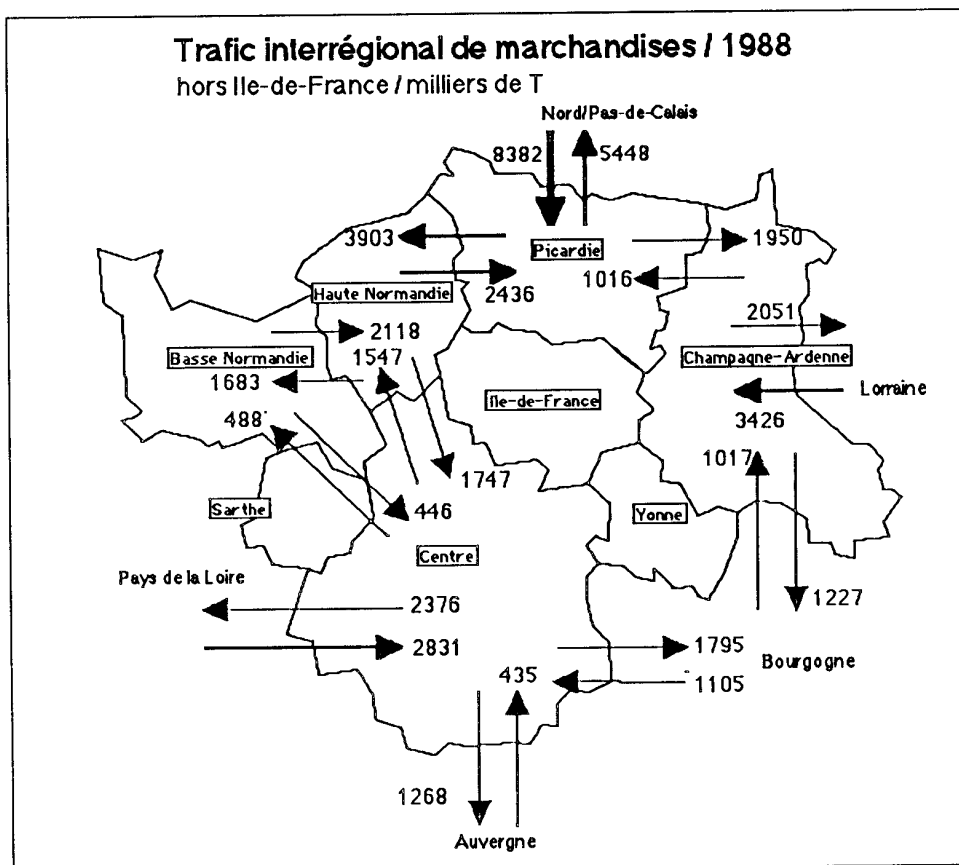 Trafic interrégional de marchandises / 1988
hors Ile-de-France / milliers de T
Nord/Pas-de-Calais
8382
5448
3903
Picardie
1950
2436
1016
Haute Normandie
2051
2118
Basse Normandie
1547
Champagne-Ardenne
1683
Île-de-France
Lorraine
488
3426
1017
1747
Sarthe
446
Yonne
Centre
Pays de la Loire
2376
1227
2831
1795
Bourgogne
435
1105
1268
Auvergne